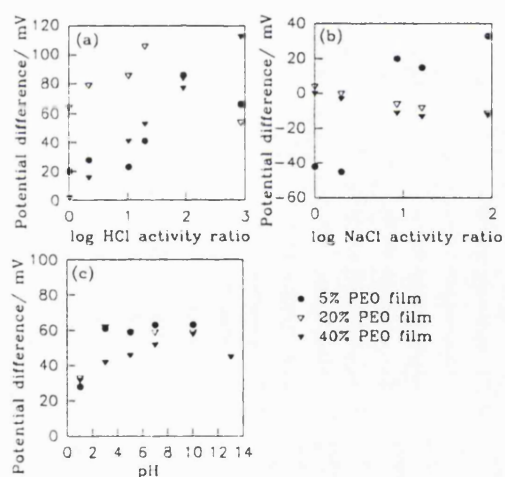 (a)
Potential difference/ mV
120
100
80
60
40
20
0
0 1 2 3
log HCl activity ratio
(b)
Potential difference/ mV
40
20
0
−20
−40
−60
0 1 2
log NaCl activity ratio
(c)
Potential difference/ mV
100
80
60
40
20
0
0 2 4 6 8 10 12 14
pH
5% PEO film
20% PEO film
40% PEO film